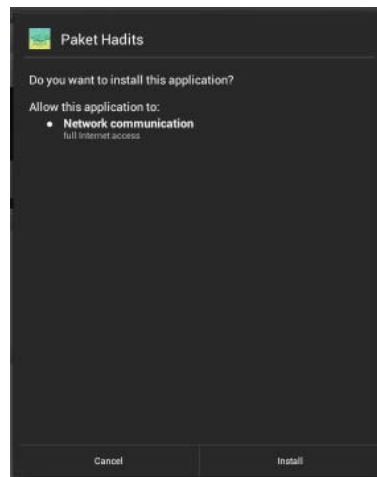 Paket Hadits
Do you want to install this application?
Allow this application to:
• Network communication
full Internet access
Cancel
Install